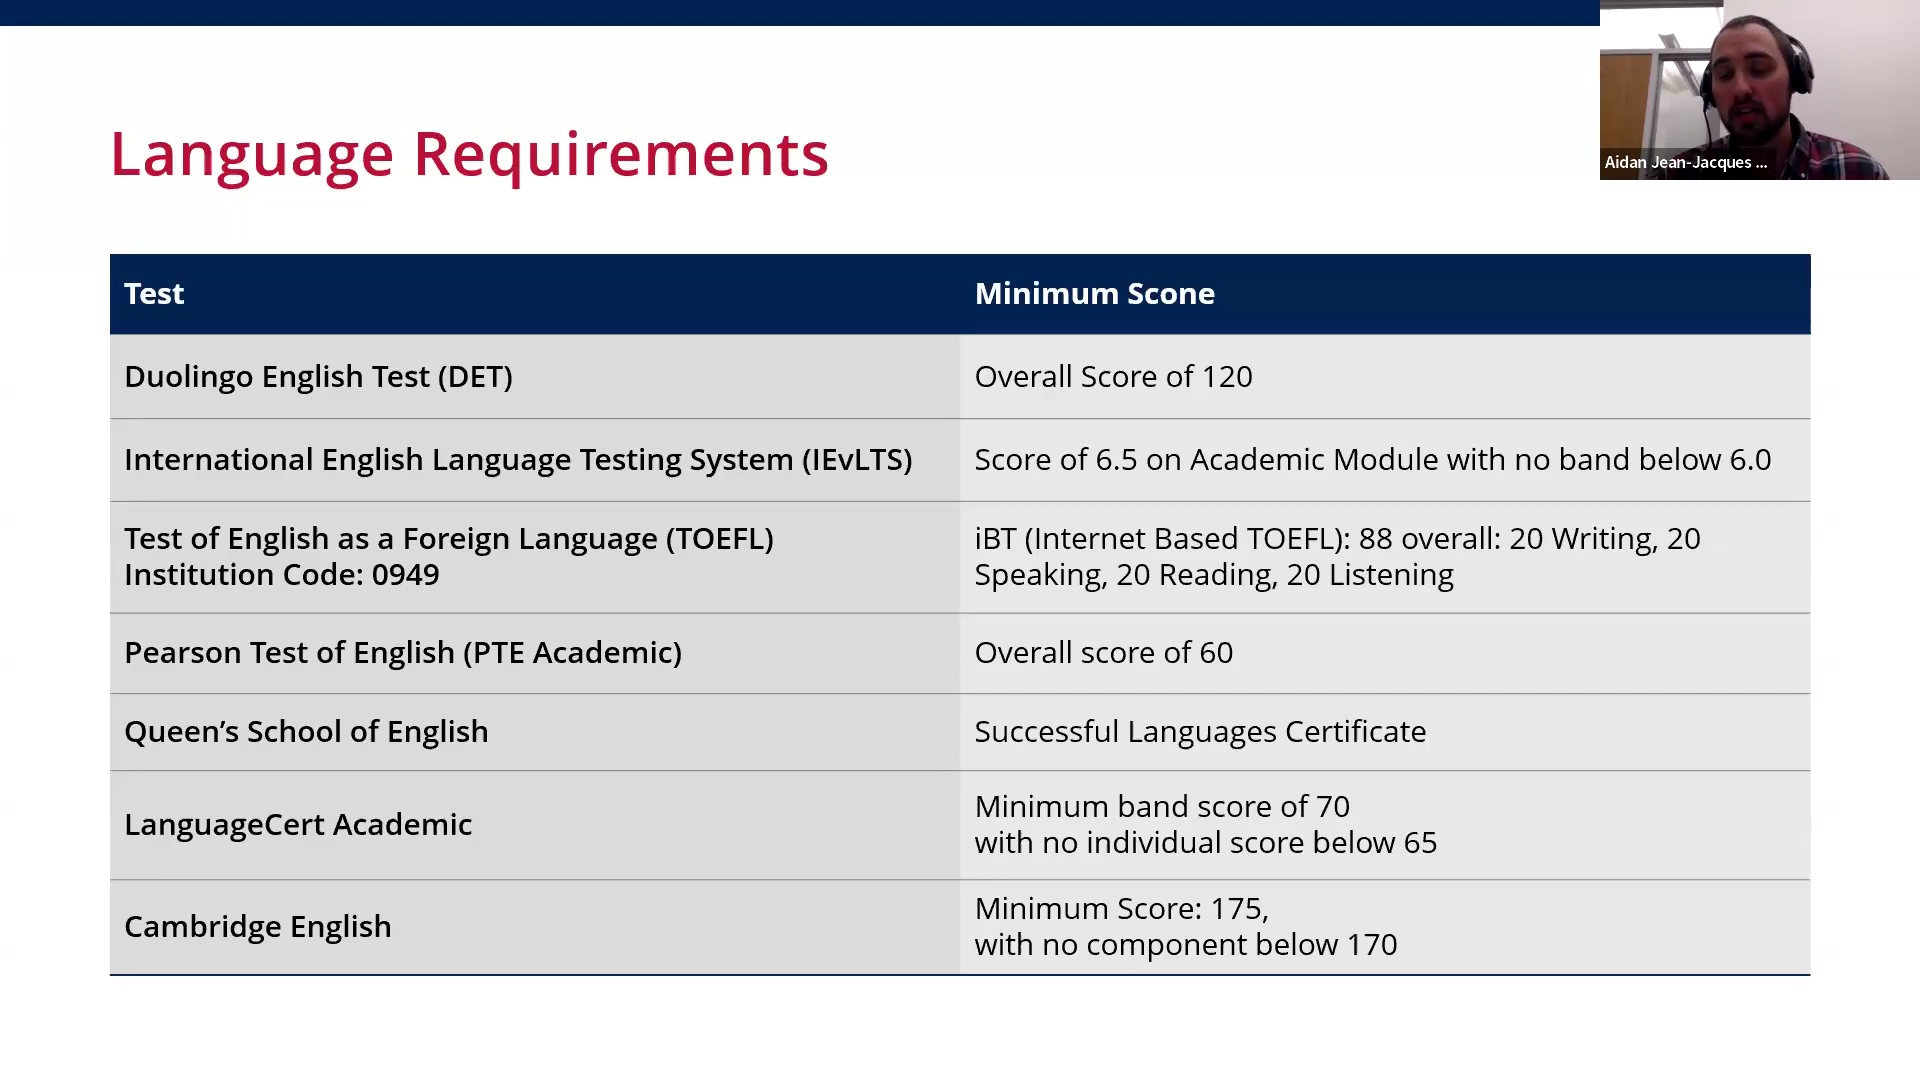 Language Requirements
Aidan Jean-Jacques ...
Test
Minimum Scone
Duolingo English Test (DET)
Overall Score of 120
International English Language Testing System (IEvLTS)
Score of 6.5 on Academic Module with no band below 6.0
Test of English as a Foreign Language (TOEFL)
Institution Code: 0949
iBT (Internet Based TOEFL): 88 overall: 20 Writing, 20
Speaking, 20 Reading, 20 Listening
Pearson Test of English (PTE Academic)
Overall score of 60
Queen’s School of English
Successful Languages Certificate
LanguageCert Academic
Minimum band score of 70
with no individual score below 65
Cambridge English
Minimum Score: 175,
with no component below 170